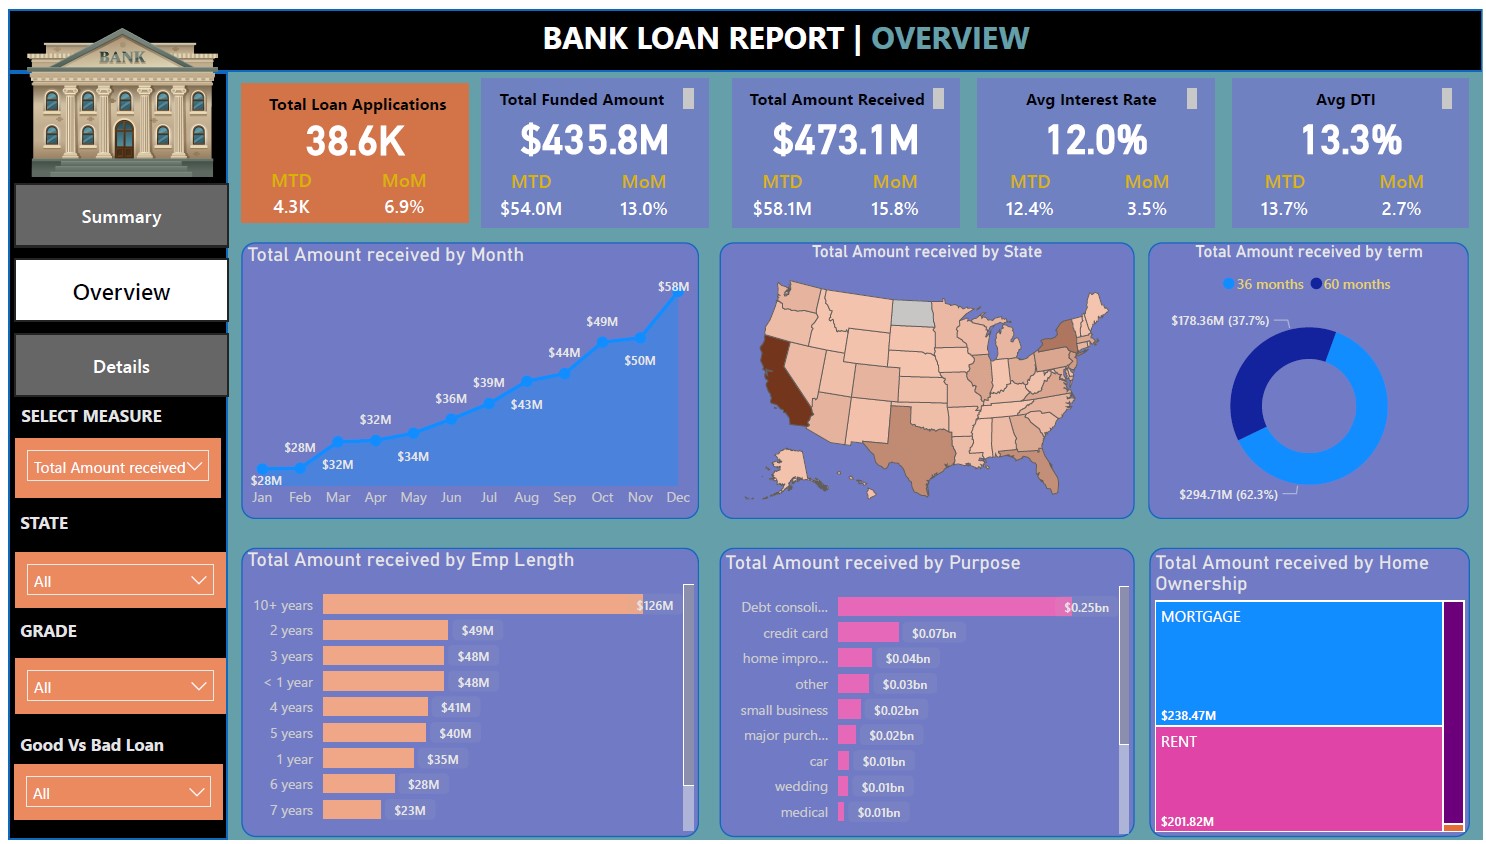 BANK LOAN REPORT | OVERVIEW
BANK
Summary
Overview
Details
SELECT MEASURE
Total Amount received
STATE
All
GRADE
All
Good Vs Bad Loan
All
Total Loan Applications
38.6K
MTD MoM
4.3K 6.9%
Total Funded Amount
$435.8M
MTD MoM
$54.0M 13.0%
Total Amount Received
$473.1M
MTD MoM
$58.1M 15.8%
Avg Interest Rate
12.0%
MTD MoM
12.4% 3.5%
Avg DTI
13.3%
MTD MoM
13.7% 2.7%
Total Amount received by Month
$28M
$28M
$32M
$32M
$34M
$36M
$39M
$43M
$44M
$49M
$50M
$58M
Jan Feb Mar Apr May Jun Jul Aug Sep Oct Nov Dec
Total Amount received by State
Total Amount received by term
36 months 60 months
$178.36M (37.7%)
$294.71M (62.3%)
Total Amount received by Emp Length
10+ years $126M
2 years $49M
3 years $48M
< 1 year $48M
4 years $41M
5 years $40M
1 year $35M
6 years $28M
7 years $23M
Total Amount received by Purpose
Debt consoli... $0.25bn
credit card $0.07bn
home impro... $0.04bn
other $0.03bn
small business $0.02bn
major purch... $0.02bn
car $0.01bn
wedding $0.01bn
medical $0.01bn
Total Amount received by Home
Ownership
MORTGAGE
$238.47M
RENT
$201.82M